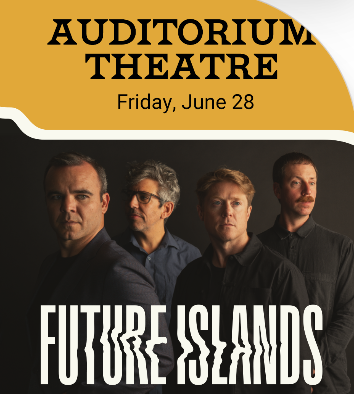 AUDITORIUM
THEATRE
Friday, June 28
FUTURE ISLANDS